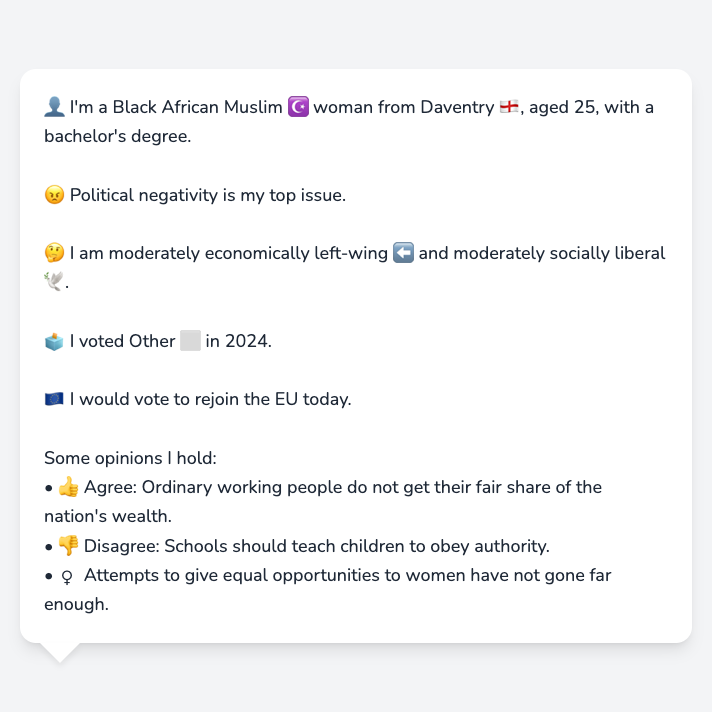 👤 I'm a Black African Muslim ☪️ woman from Daventry 🏴󠁧󠁢󠁥󠁮󠁧󠁿, aged 25, with a
bachelor's degree.
😠 Political negativity is my top issue.
🤔 I am moderately economically left-wing ⬅️ and moderately socially liberal
🕊️.
🗳️ I voted Other ⬜ in 2024.
🇪🇺 I would vote to rejoin the EU today.
Some opinions I hold:
• 👍 Agree: Ordinary working people do not get their fair share of the
nation's wealth.
• 👎 Disagree: Schools should teach children to obey authority.
• ♀ Attempts to give equal opportunities to women have not gone far
enough.